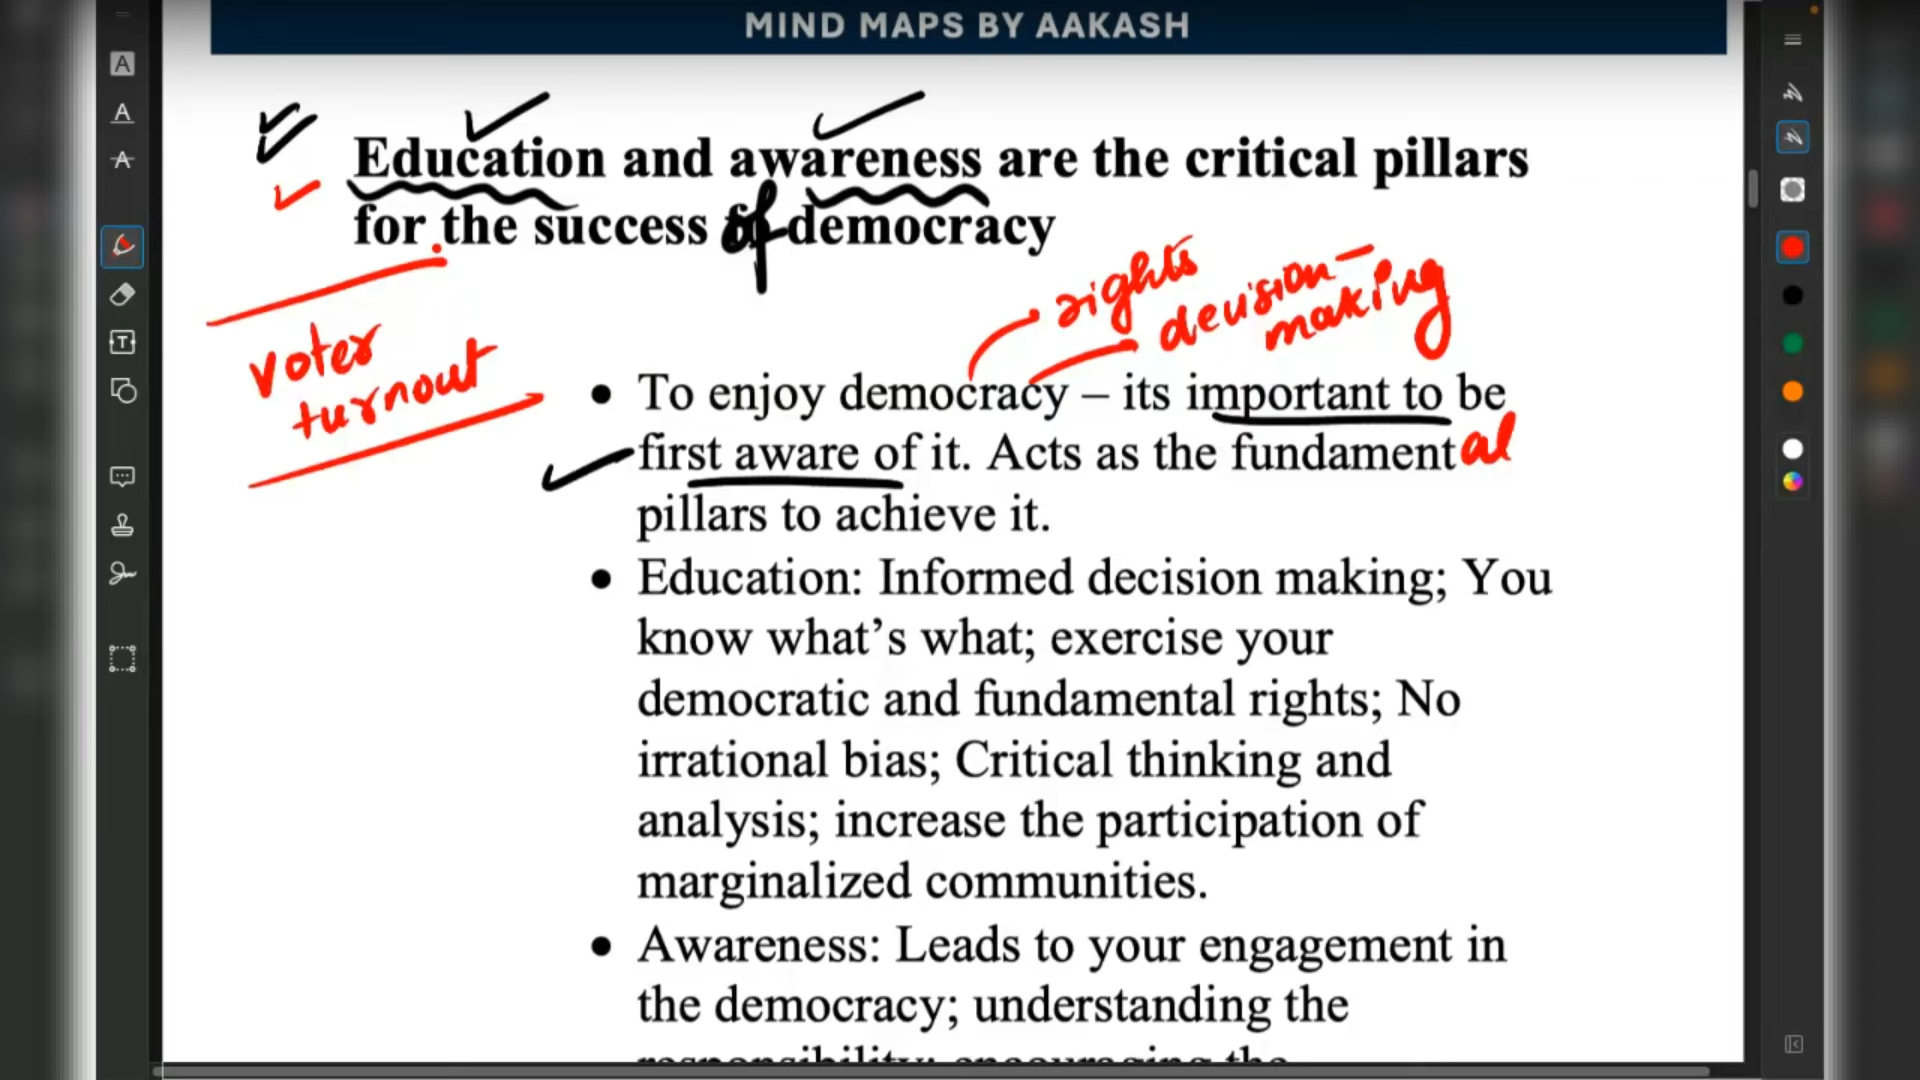 MIND MAPS BY AAKASH
Education and awareness are the critical pillars
for the success of democracy
rights
decision-
making
voter
turnout
• To enjoy democracy – its important to be
first aware of it. Acts as the fundamental
pillars to achieve it.
• Education: Informed decision making; You
know what’s what; exercise your
democratic and fundamental rights; No
irrational bias; Critical thinking and
analysis; increase the participation of
marginalized communities.
• Awareness: Leads to your engagement in
the democracy; understanding the
responsibility; encouraging the